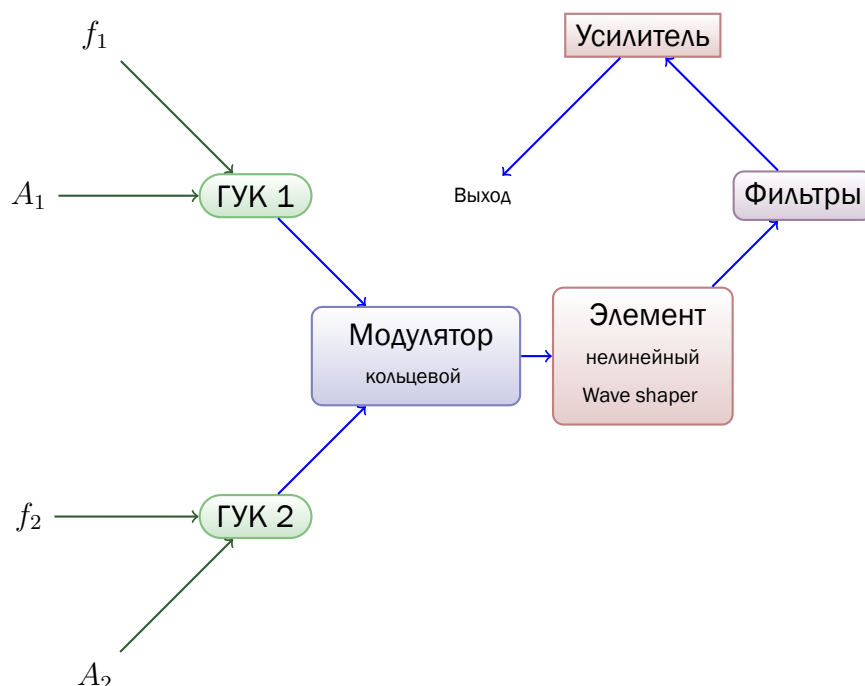 f₁
Усилитель
A₁
ГУК 1
Выход
Фильтры
Модулятор
кольцевой
Элемент
нелинейный
Wave shaper
f₂
ГУК 2
A₂